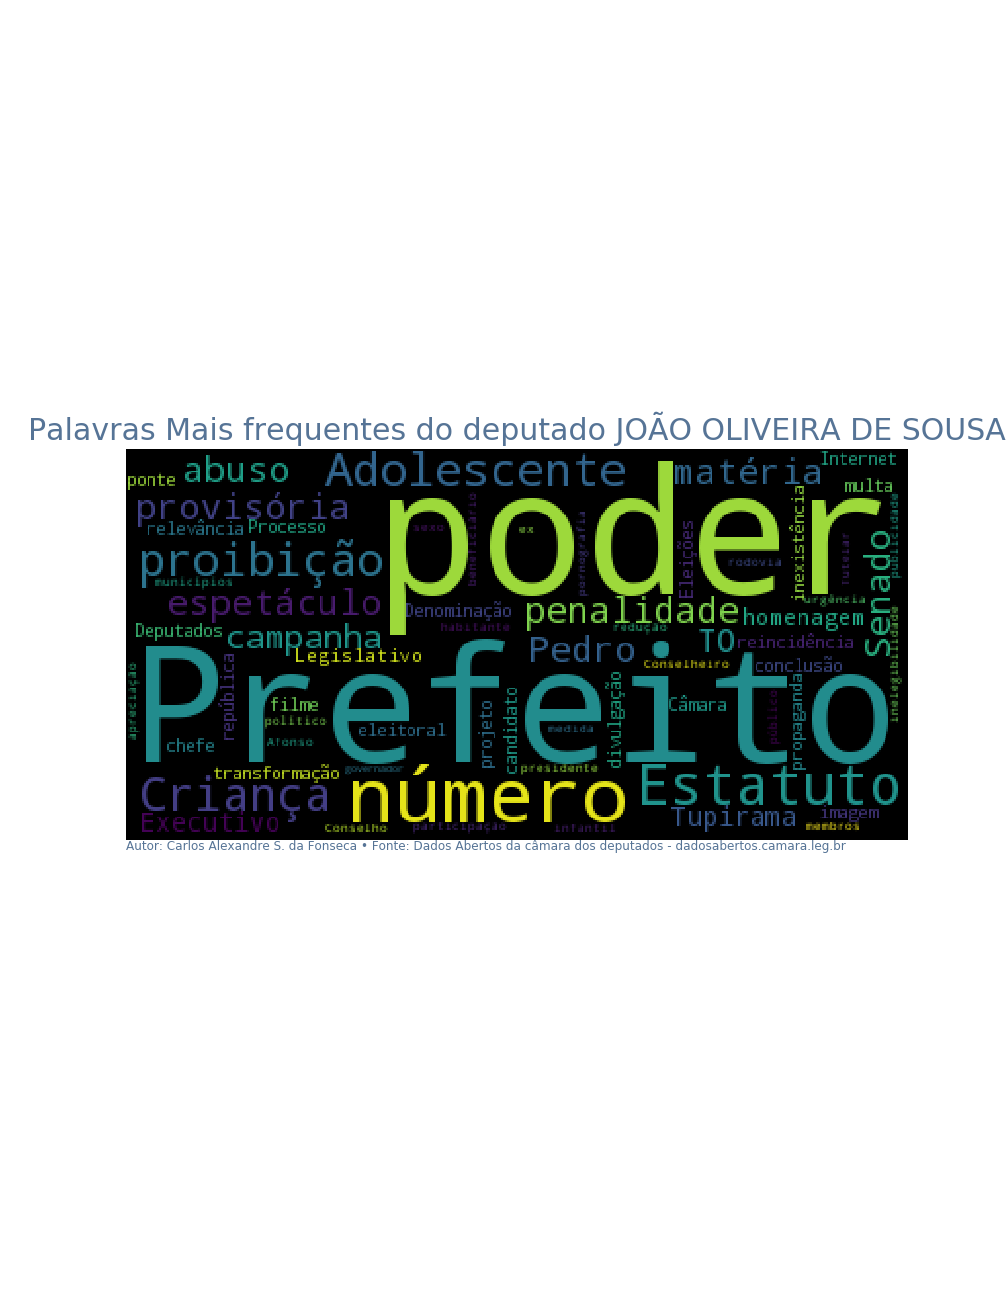 Palavras Mais frequentes do deputado JOÃO OLIVEIRA DE SOUSA
ponte
abuso
Adolescente
matéria
Internet
multa
provisória
relevância
Processo
sexo
beneficiário
ex
poder
pornografia
Eleições
rodovia
inexistência
tutelar
publicidade
proibição
municípios
espetáculo
Denominação
habitante
penalidade
redução
urgência
homenagem
Senado
Deputados
campanha
Legislativo
Pedro
TO
reincidência
Conselheiro
conclusão
inelegibilidade
Prefeito
apreciação
república
filme
político
chefe
Afonso
eleitoral
projeto
candidato
medida
divulgação
Câmara
público
propaganda
transformação
governador
presidente
Criança
número
Estatuto
Executivo
Conselho
participação
infantil
Tupirama
imagem
membros
Autor: Carlos Alexandre S. da Fonseca • Fonte: Dados Abertos da câmara dos deputados - dadosabertos.camara.leg.br